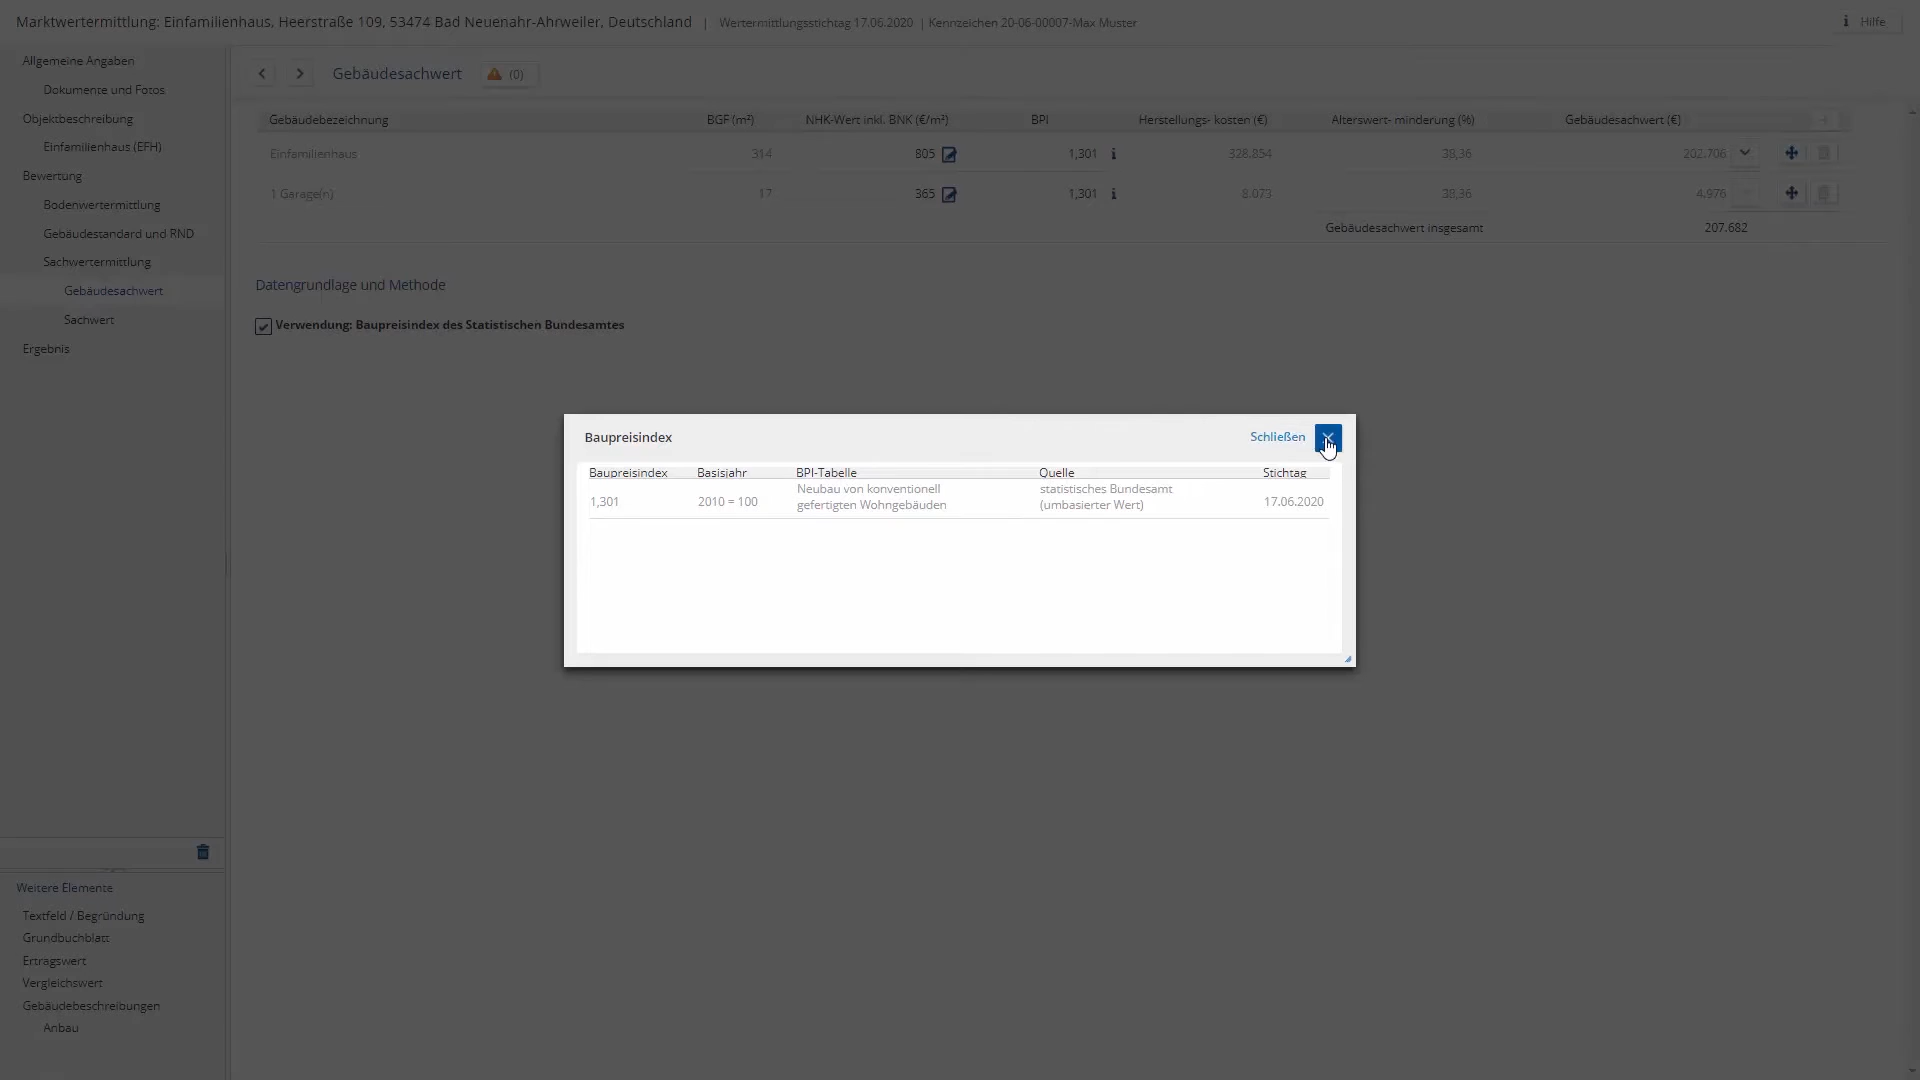 Marktwertermittlung: Einfamilienhaus, Heerstraße 109, 53474 Bad Neuenahr-Ahrweiler, Deutschland | Wertermittlungsstichtag 17.06.2020 | Kennzeichen 20-06-00007-Max Muster
i Hilfe
Allgemeine Angaben
Dokumente und Fotos
Objektbeschreibung
Einfamilienhaus (EFH)
Bewertung
Bodenwertermittlung
Gebäudestandard und RND
Sachwertermittlung
Gebäudesachwert
Sachwert
Ergebnis
Gebäudesachwert (0)
Gebäudebezeichnung BGF (m²) NHK-Wert inkl. BNK (€/m²) BPI Herstellungs- kosten (€) Alterswert- minderung (%) Gebäudesachwert (€)
Einfamilienhaus 314 805 1,301 i 328.854 38,36 202.706
1 Garage(n) 17 365 1,301 i 8.073 38,36 4.976
Gebäudesachwert insgesamt 207.682
Datengrundlage und Methode
Verwendung: Baupreisindex des Statistischen Bundesamtes
Baupreisindex Schließen
Baupreisindex Basisjahr BPI-Tabelle Quelle Stichtag
1,301 2010 = 100 Neubau von konventionell gefertigten Wohngebäuden statistisches Bundesamt (umbasierter Wert) 17.06.2020
Weitere Elemente
Textfeld / Begründung
Grundbuchblatt
Ertragswert
Vergleichswert
Gebäudebeschreibungen
Anbau